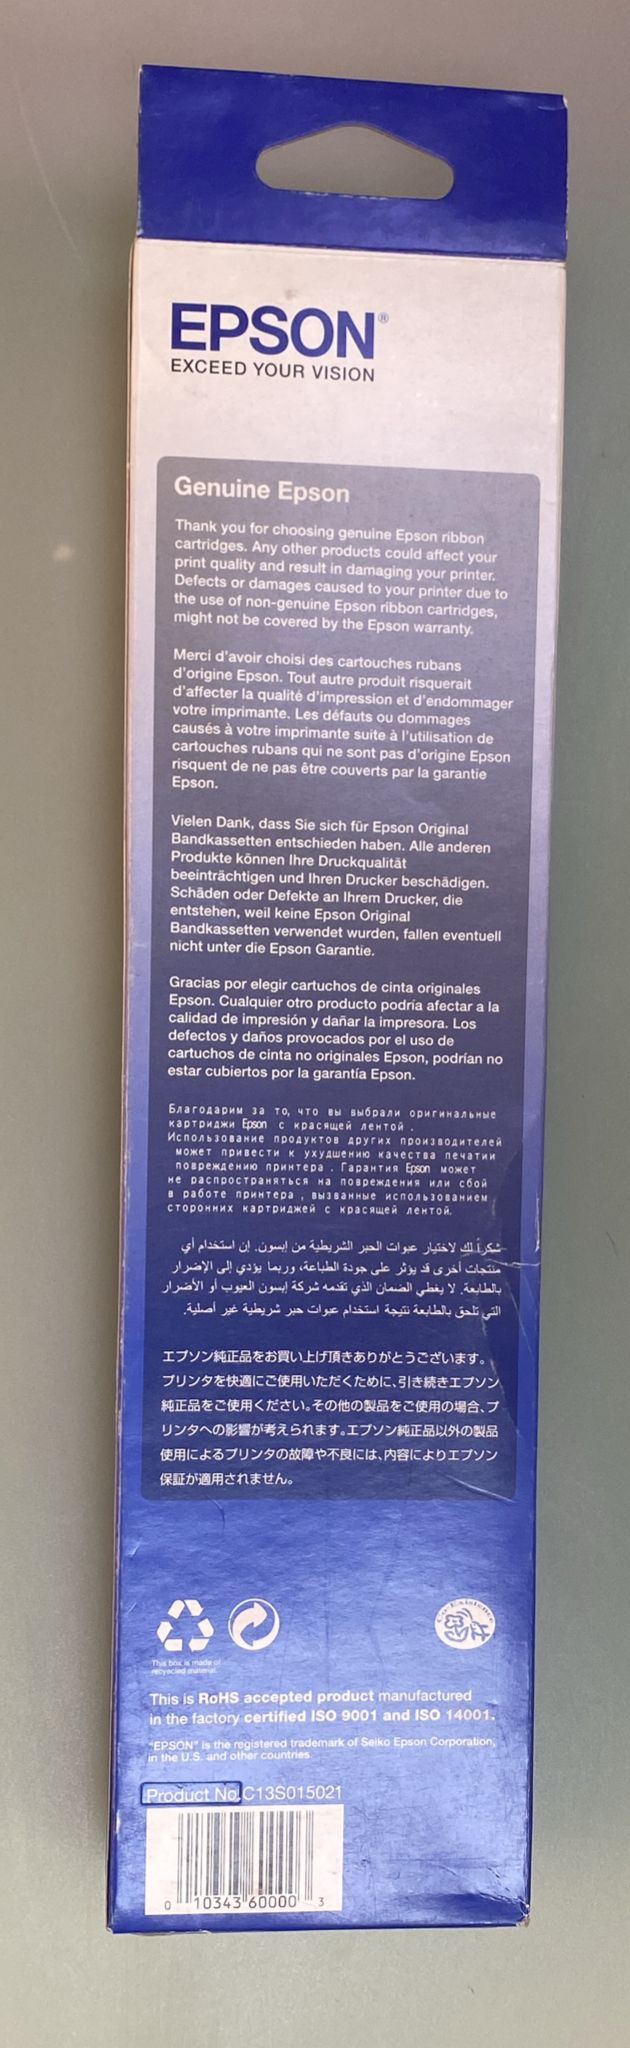 EPSON®
EXCEED YOUR VISION
Genuine Epson
Thank you for choosing genuine Epson ribbon
cartridges. Any other products could affect your
print quality and result in damaging your printer.
Defects or damages caused to your printer due to
the use of non-genuine Epson ribbon cartridges,
might not be covered by the Epson warranty.
Merci d'avoir choisi des cartouches rubans
d'origine Epson. Tout autre produit risquerait
d'affecter la qualité d'impression et d'endommager
votre imprimante. Les défauts ou dommages
causés à votre imprimante suite à l'utilisation de
cartouches rubans qui ne sont pas d'origine Epson
risquent de ne pas être couverts par la garantie
Epson.
Vielen Dank, dass Sie sich für Epson Original
Bandkassetten entschieden haben. Alle anderen
Produkte können Ihre Druckqualität
beeinträchtigen und Ihren Drucker beschädigen.
Schäden oder Defekte an Ihrem Drucker, die
entstehen, weil keine Epson Original
Bandkassetten verwendet wurden, fallen eventuell
nicht unter die Epson Garantie.
Gracias por elegir cartuchos de cinta originales
Epson. Cualquier otro producto podría afectar a la
calidad de impresión y dañar la impresora. Los
defectos y daños provocados por el uso de
cartuchos de cinta no originales Epson, podrían no
estar cubiertos por la garantía Epson.
Благодарим за то, что вы выбрали оригинальные
картриджи Epson с красящей лентой .
Использование продуктов других производителей
может привести к ухудшению качества печатии
повреждению принтера . Гарантия Epson может
не распространяться на повреждения или сбой
в работе принтера , вызванные использованием
сторонних картриджей с красящей лентой.
شكراً لك لاختيار عبوات الحبر الشريطية من إبسون. إن استخدام أي
منتجات أخرى قد يؤثر على جودة الطباعة، وربما يؤدي إلى الإضرار
بالطابعة. لا يغطي الضمان الذي تقدمه شركة إبسون العيوب أو الأضرار
التي تلحق بالطابعة نتيجة استخدام عبوات حبر شريطية غير أصلية.
エプソン純正品をお買い上げ頂きありがとうございます。
プリンタを快適にご使用いただくために、引き続きエプソン
純正品をご使用ください。その他の製品をご使用の場合、プ
リンタへの影響が考えられます。エプソン純正品以外の製品
使用によるプリンタの故障や不良には、内容によりエプソン
保証が適用されません。
Co-Existence
This box is made of
recycled material.
This is RoHS accepted product manufactured
in the factory certified ISO 9001 and ISO 14001.
"EPSON" is the registered trademark of Seiko Epson Corporation,
in the U.S. and other countries
Product No. C13S015021
0 10343 60000 3